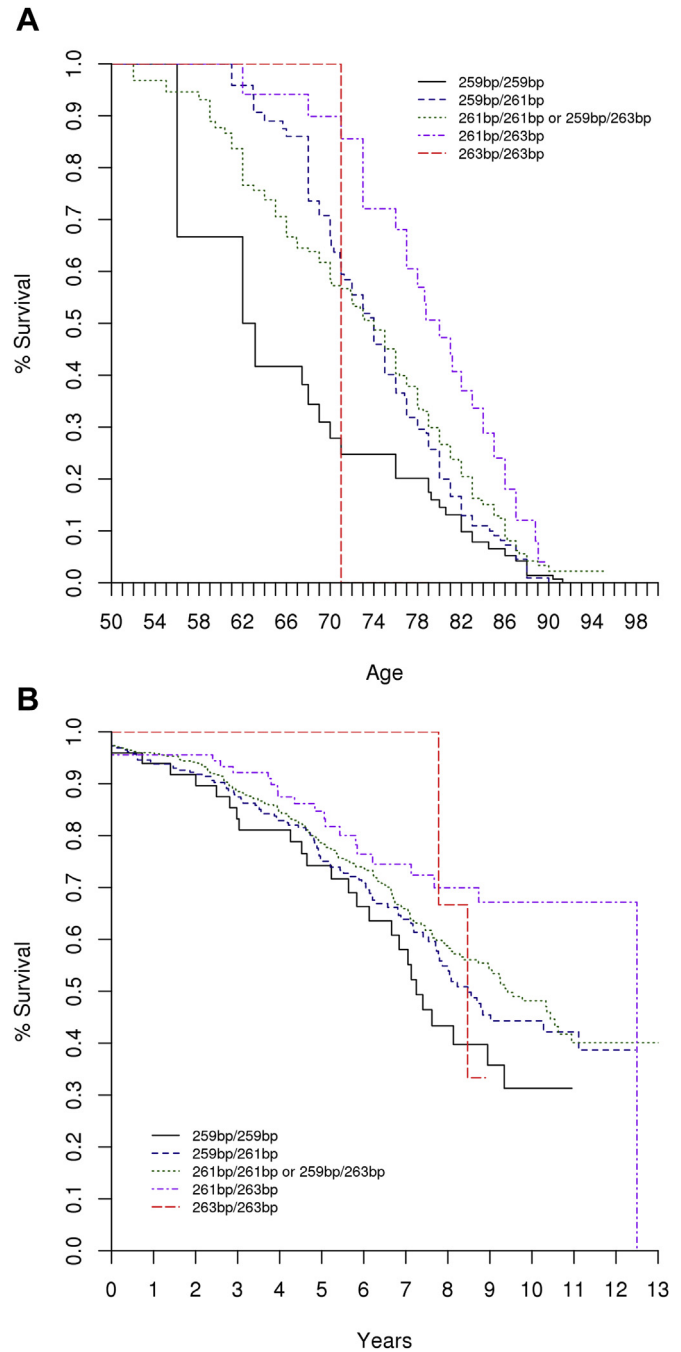 A
% Survival
1.0
0.9
0.8
0.7
0.6
0.5
0.4
0.3
0.2
0.1
0.0
259bp/259bp
259bp/261bp
261bp/261bp or 259bp/263bp
261bp/263bp
263bp/263bp
50 54 58 62 66 70 74 78 82 86 90 94 98
Age
B
% Survival
1.0
0.9
0.8
0.7
0.6
0.5
0.4
0.3
0.2
0.1
0.0
259bp/259bp
259bp/261bp
261bp/261bp or 259bp/263bp
261bp/263bp
263bp/263bp
0 1 2 3 4 5 6 7 8 9 10 11 12 13
Years